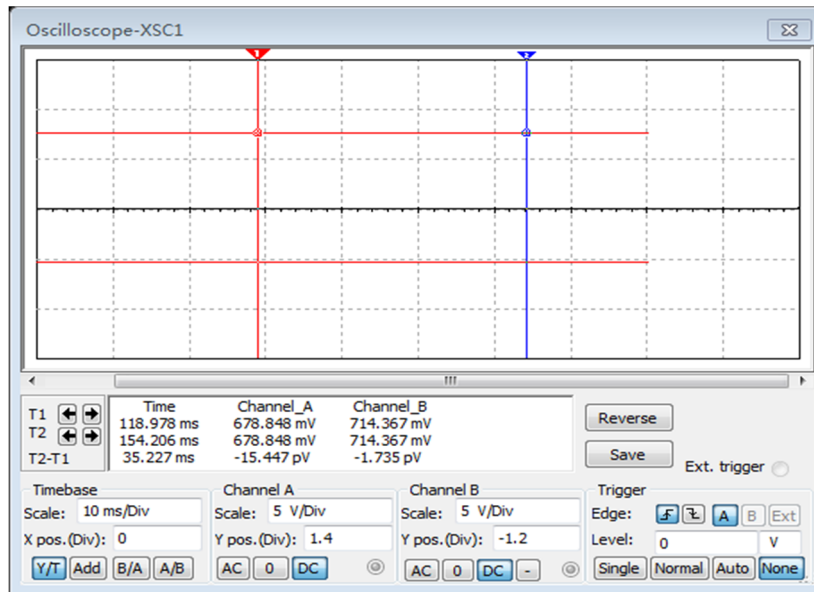 Oscilloscope-XSC1
1
2
Time Channel_A Channel_B
T1 118.978 ms 678.848 mV 714.367 mV
T2 154.206 ms 678.848 mV 714.367 mV
T2-T1 35.227 ms -15.447 pV -1.735 pV
Reverse
Save
Ext. trigger
Timebase
Scale: 10 ms/Div
X pos.(Div): 0
Y/T Add B/A A/B
Channel A
Scale: 5 V/Div
Y pos.(Div): 1.4
AC 0 DC
Channel B
Scale: 5 V/Div
Y pos.(Div): -1.2
AC 0 DC -
Trigger
Edge: A B Ext
Level: 0 V
Single Normal Auto None